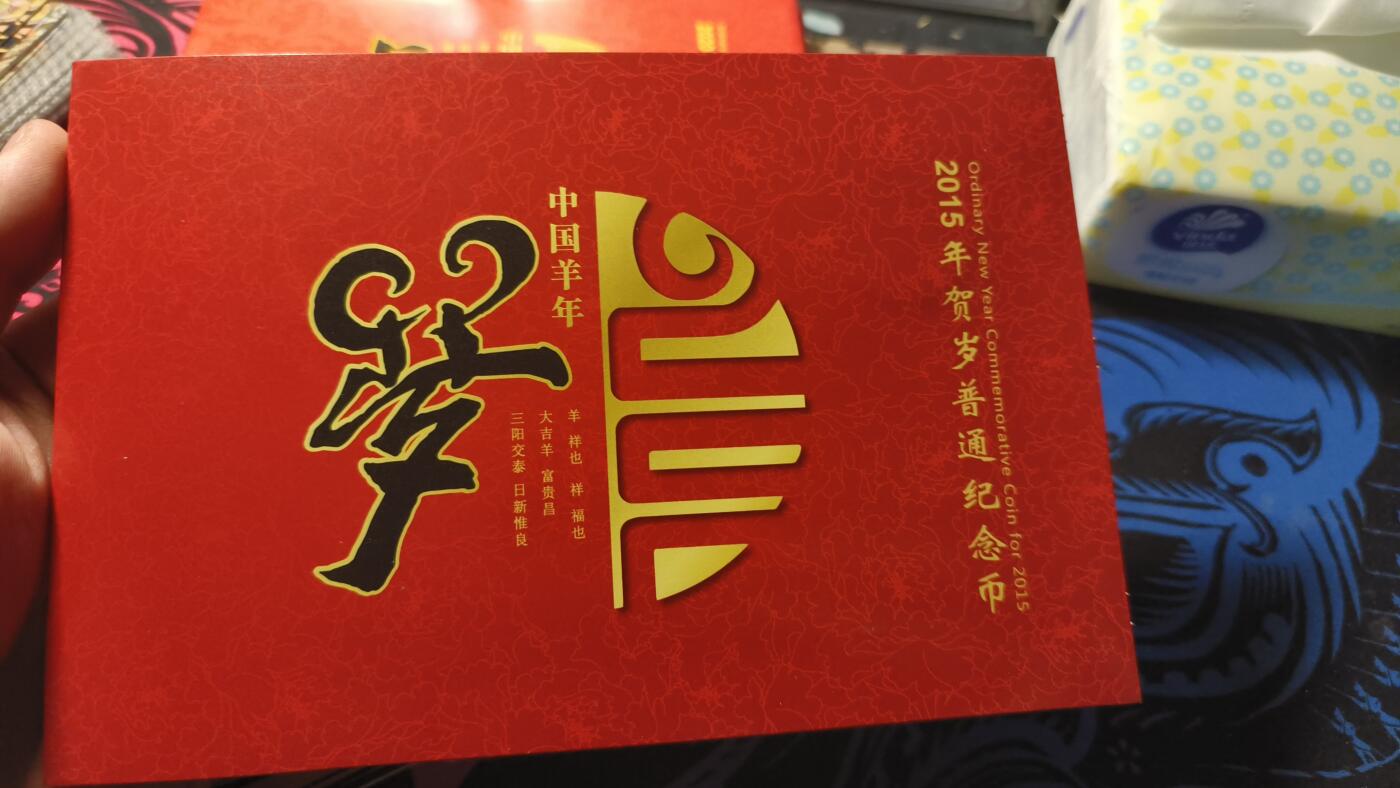 中国羊年
羊
羊 祥也 祥 福也
大吉羊 富贵昌
三阳交泰 日新惟良
2015年贺岁普通纪念币
Ordinary New Year Commemorative Coin for 2015
Vinda